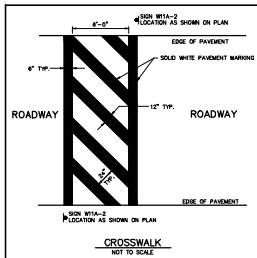 SIGN W11A-2
LOCATION AS SHOWN ON PLAN
6'-0"
EDGE OF PAVEMENT
SOLID WHITE PAVEMENT MARKING
6" TYP.
12" TYP.
ROADWAY
ROADWAY
24"
TYP.
EDGE OF PAVEMENT
SIGN W11A-2
LOCATION AS SHOWN ON PLAN
CROSSWALK
NOT TO SCALE